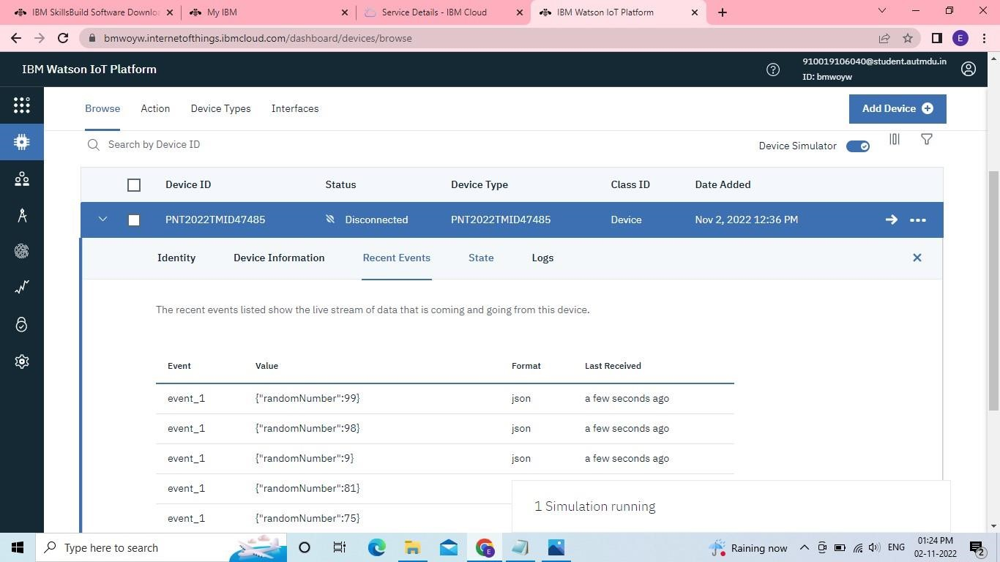 IBM SkillsBuild Software Downlo
My IBM
Service Details - IBM Cloud
IBM Watson IoT Platform
bmwoyw.internetofthings.ibmcloud.com/dashboard/devices/browse
E
IBM Watson IoT Platform
910019106040@student.autmdu.in
ID: bmwoyw
Browse Action Device Types Interfaces
Add Device
Search by Device ID
Device Simulator
Device ID Status Device Type Class ID Date Added
PNT2022TMID47485 Disconnected PNT2022TMID47485 Device Nov 2, 2022 12:36 PM
Identity Device Information Recent Events State Logs
The recent events listed show the live stream of data that is coming and going from this device.
Event Value Format Last Received
event_1 {"randomNumber":99} json a few seconds ago
event_1 {"randomNumber":98} json a few seconds ago
event_1 {"randomNumber":9} json a few seconds ago
event_1 {"randomNumber":81}
event_1 {"randomNumber":75}
1 Simulation running
Type here to search
Raining now
ENG
01:24 PM
02-11-2022
2